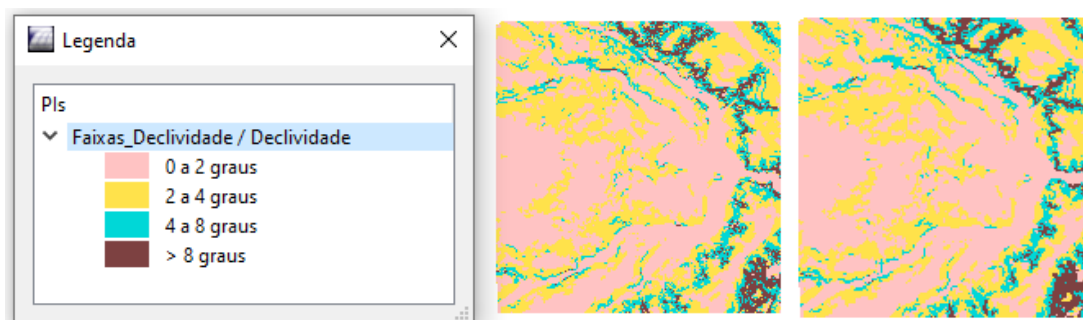 Legenda
PIs
Faixas_Declividade / Declividade
0 a 2 graus
2 a 4 graus
4 a 8 graus
> 8 graus